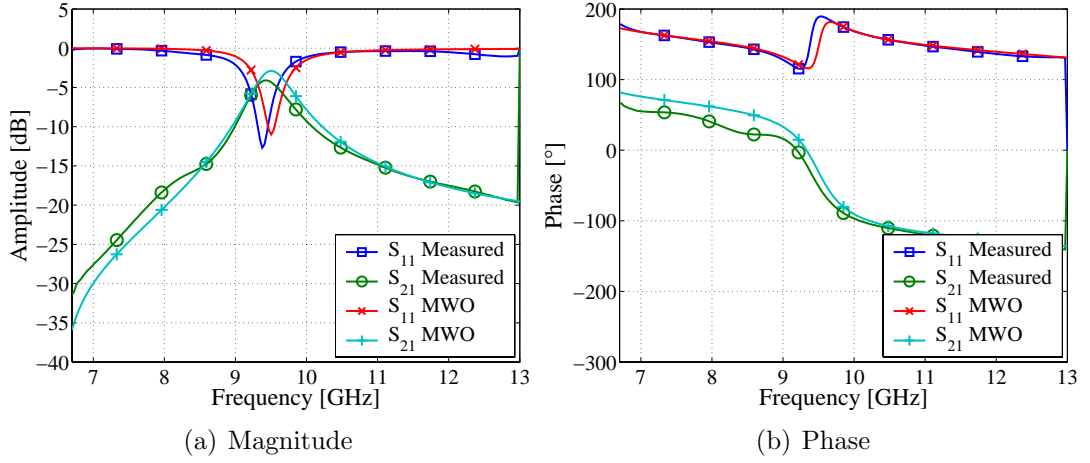 5
0
−5
−10
−15
−20
−25
−30
−35
−40
Amplitude [dB]
7 8 9 10 11 12 13
Frequency [GHz]
S11 Measured
S21 Measured
S11 MWO
S21 MWO
(a) Magnitude
200
100
0
−100
−200
−300
Phase [°]
7 8 9 10 11 12 13
Frequency [GHz]
S11 Measured
S21 Measured
S11 MWO
S21 MWO
(b) Phase